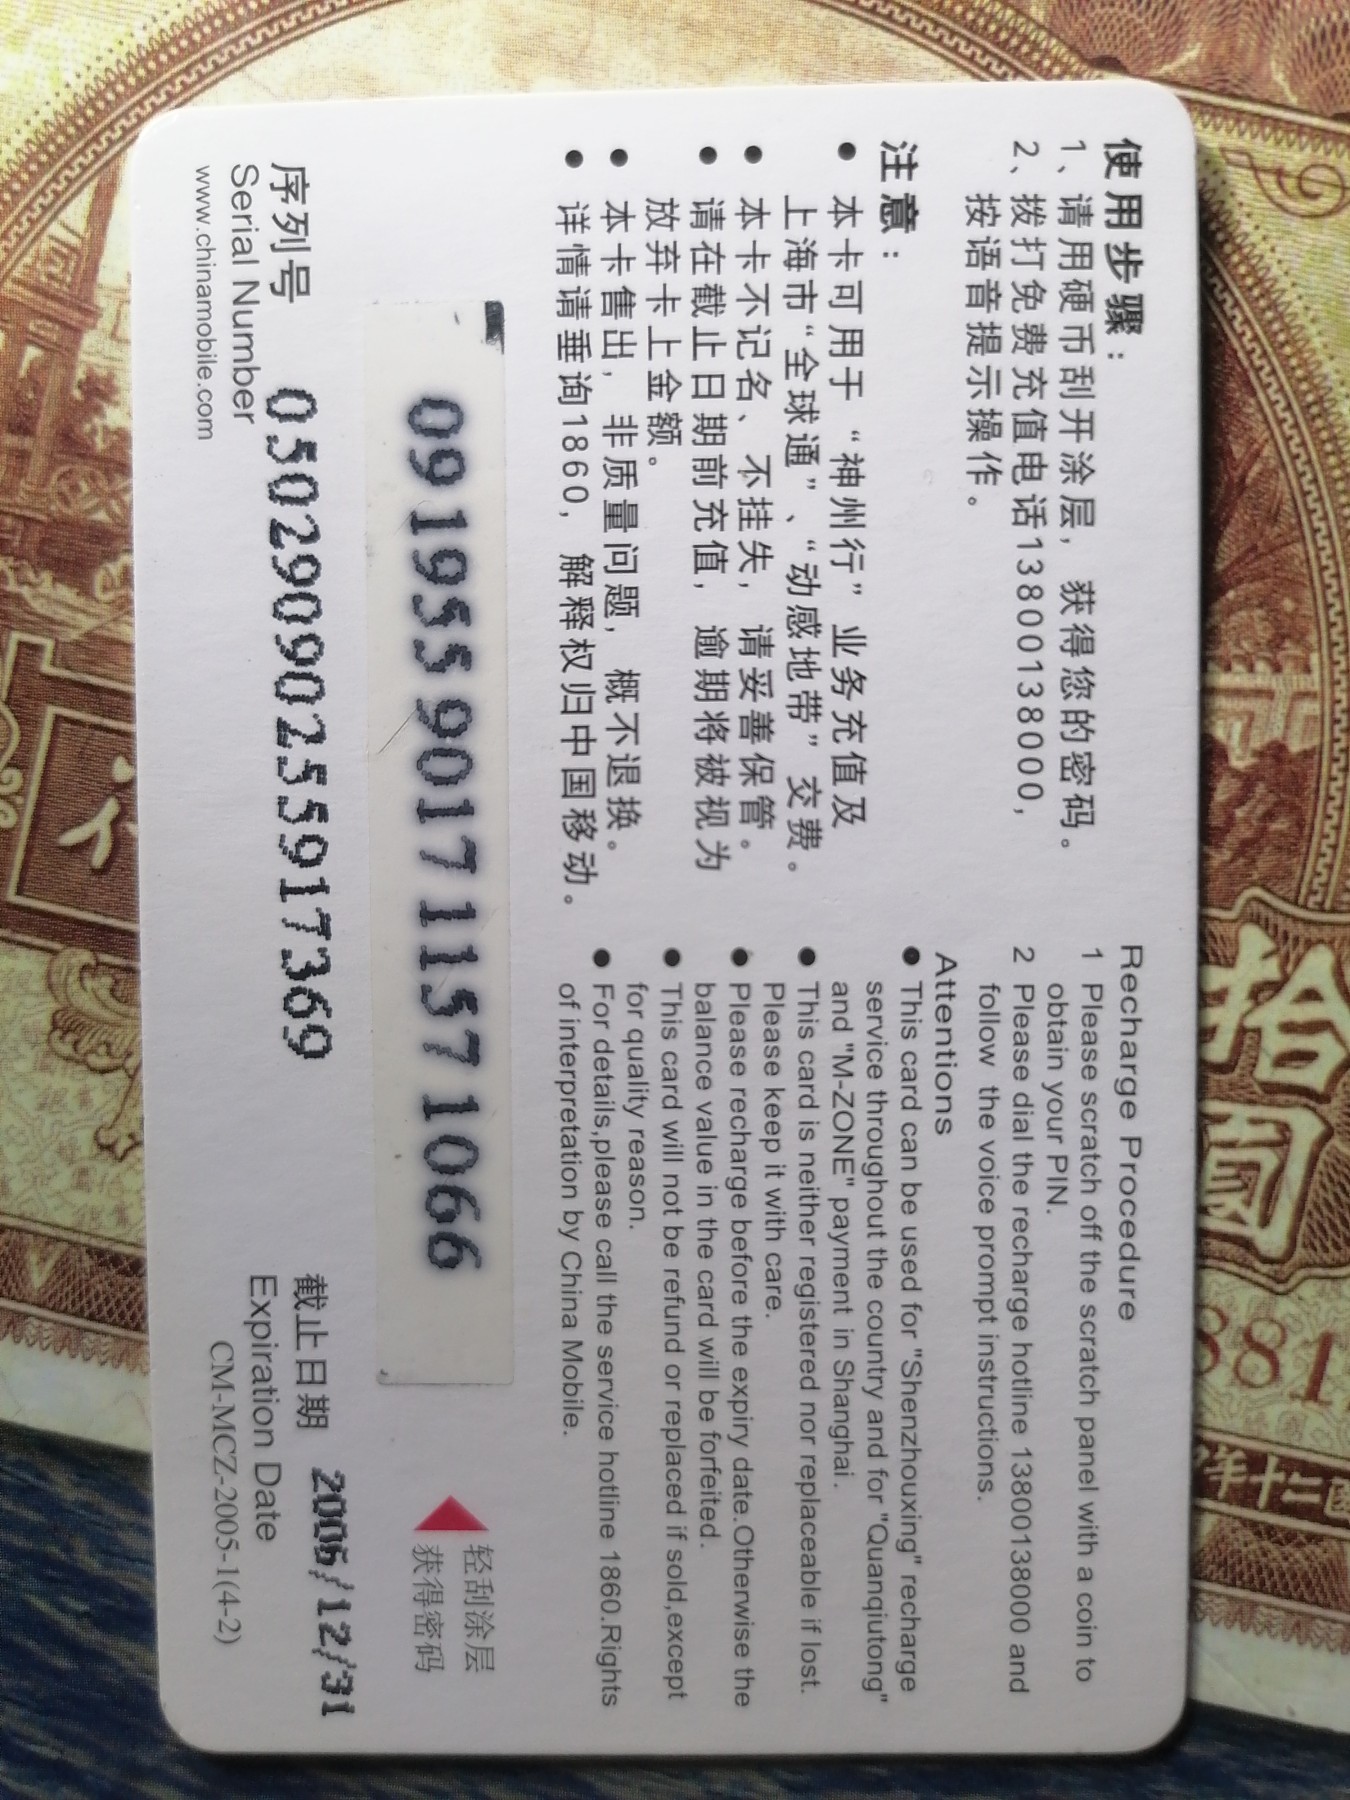 使用步骤：
1、请用硬币刮开涂层，获得您的密码。
2、拨打免费充值电话13800138000，
按语音提示操作。
注意：
● 本卡可用于“神州行”业务充值及
上海市“全球通”、“动感地带”交费。
● 本卡不记名、不挂失，请妥善保管。
● 请在截止日期前充值，逾期将被视为
放弃卡上金额。
● 本卡售出，非质量问题，概不退换。
● 详情请垂询1860，解释权归中国移动。
Recharge Procedure
1 Please scratch off the scratch panel with a coin to
obtain your PIN.
2 Please dial the recharge hotline 13800138000 and
follow the voice prompt instructions.
Attentions
● This card can be used for "Shenzhouxing" recharge
service throughout the country and for "Quanqiutong"
and "M-ZONE" payment in Shanghai.
● This card is neither registered nor replaceable if lost.
Please keep it with care.
● Please recharge before the expiry date.Otherwise the
balance value in the card will be forfeited.
● This card will not be refund or replaced if sold,except
for quality reason.
● For details,please call the service hotline 1860.Rights
of interpretation by China Mobile.
091955901711571066
轻刮涂层
获得密码
序列号
Serial Number
05029090255917369
www.chinamobile.com
截止日期
Expiration Date
2006/12/31
CM-MCZ-2005-1(4-2)
拾圆
881